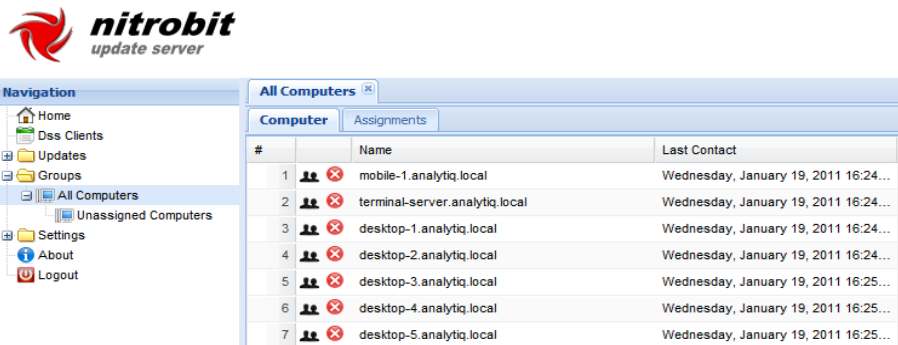 nitrobit
update server
Navigation
Home
Dss Clients
Updates
Groups
All Computers
Unassigned Computers
Settings
About
Logout
All Computers
Computer Assignments
# Name Last Contact
1 mobile-1.analytiq.local Wednesday, January 19, 2011 16:24...
2 terminal-server.analytiq.local Wednesday, January 19, 2011 16:24...
3 desktop-1.analytiq.local Wednesday, January 19, 2011 16:24...
4 desktop-2.analytiq.local Wednesday, January 19, 2011 16:24...
5 desktop-3.analytiq.local Wednesday, January 19, 2011 16:25...
6 desktop-4.analytiq.local Wednesday, January 19, 2011 16:25...
7 desktop-5.analytiq.local Wednesday, January 19, 2011 16:25...